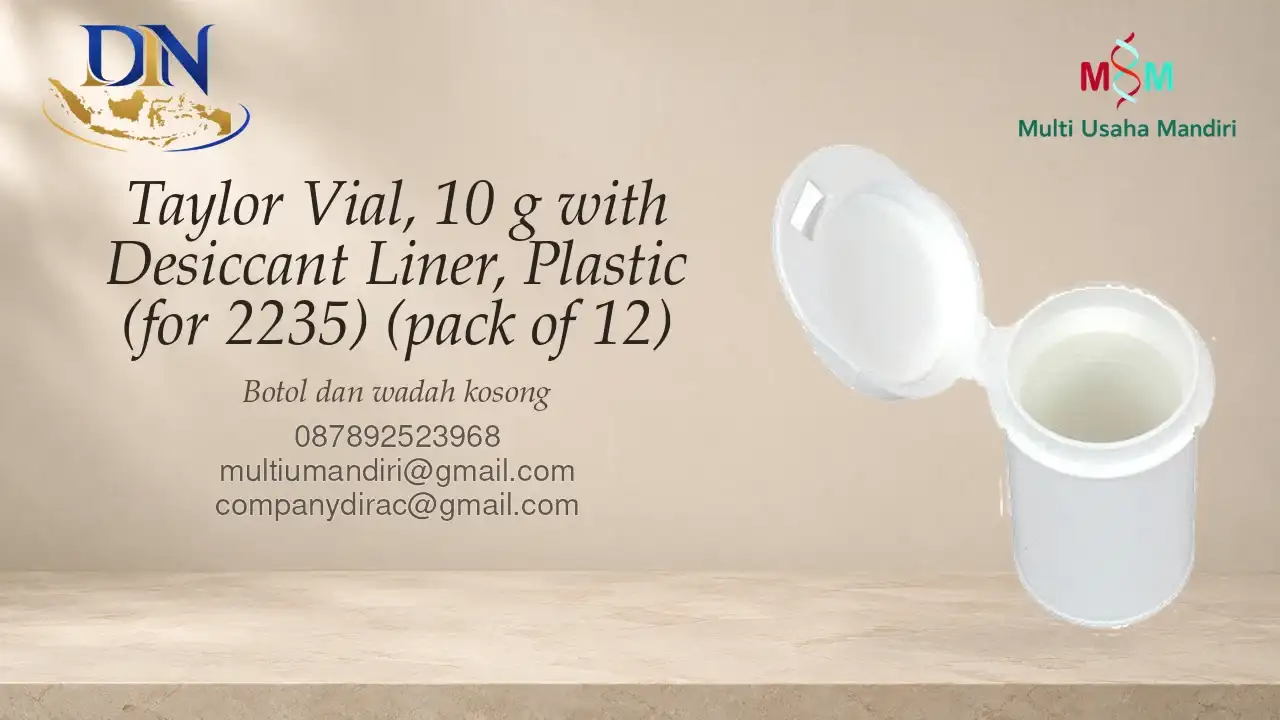 DN
MSM
Multi Usaha Mandiri
Taylor Vial, 10 g with
Desiccant Liner, Plastic
(for 2235) (pack of 12)
Botol dan wadah kosong
087892523968
multiumandiri@gmail.com
companydirac@gmail.com